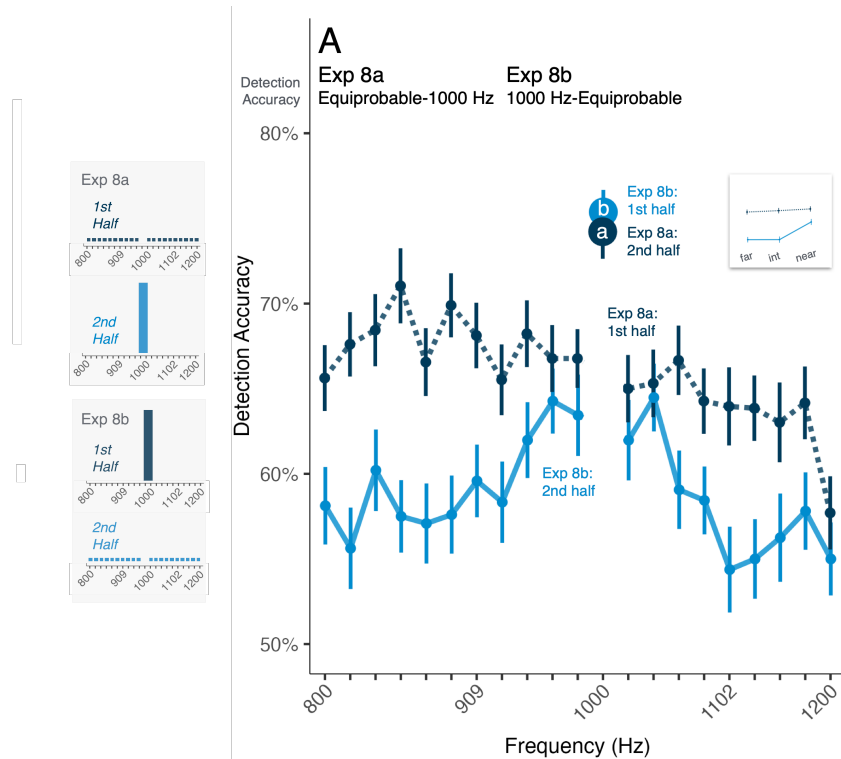 A
Detection
Accuracy
Exp 8a
Equiprobable-1000 Hz
Exp 8b
1000 Hz-Equiprobable
Exp 8a
1st
Half
800
909
1000
1102
1200
2nd
Half
800
909
1000
1102
1200
Exp 8b
1st
Half
800
909
1000
1102
1200
2nd
Half
800
909
1000
1102
1200
Detection Accuracy
80%
70%
60%
50%
b
Exp 8b:
1st half
a
Exp 8a:
2nd half
far
int
near
Exp 8a:
1st half
Exp 8b:
2nd half
800
909
1000
1102
1200
Frequency (Hz)